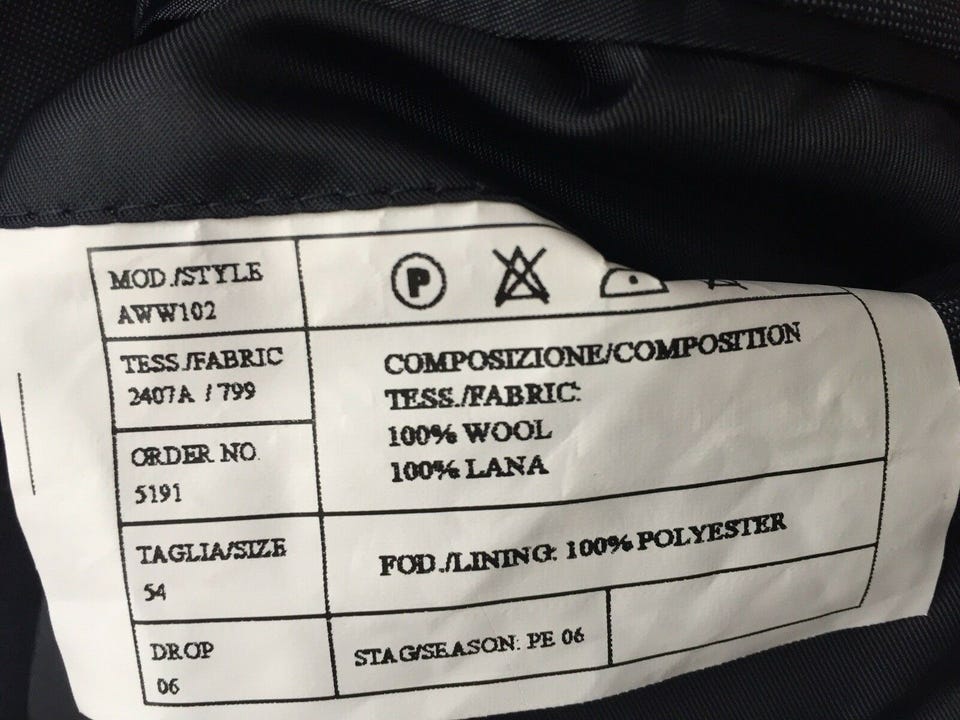 MOD./STYLE
AWW102
P
TESS./FABRIC
2407A / 799
COMPOSIZIONE/COMPOSITION
TESS./FABRIC:
100% WOOL
100% LANA
ORDER NO.
5191
TAGLIA/SIZE
54
FOD./LINING: 100% POLYESTER
DROP
06
STAG/SEASON: PE 06